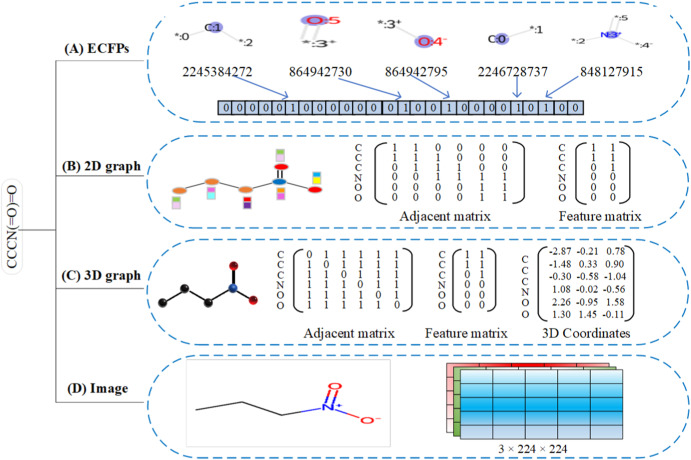 CCCN(=O)=O
(A) ECFPs
*:0 C:1 *:2
O:5 *:3+
*:3+ O:4-
C:0 *:1
*:5 *:2 N:3+ *:4-
2245384272 864942730 864942795 2246728737 848127915
0 0 0 0 0 1 0 0 0 0 0 0 1 0 0 1 0 0 0 0 1 0 1 0 0
(B) 2D graph
C 1 1 0 0 0 0 C 1 1
C 1 1 1 0 0 0 C 1 1
C 0 1 1 1 0 0 C 1 1
N 0 0 1 1 1 1 N 0 0
O 0 0 0 0 1 1 O 0 0
O 0 0 0 0 1 1 O 0 0
Adjacent matrix Feature matrix
(C) 3D graph
C 0 1 1 1 1 1 C 1 1 C -2.87 -0.21 0.78
C 1 0 1 1 1 1 C 1 1 C -1.48 0.33 0.90
C 1 1 0 1 1 1 C 0 1 C -0.30 -0.58 -1.04
N 1 1 1 0 1 1 N 0 0 N 1.08 -0.02 -0.56
O 1 1 1 1 0 1 O 0 0 O 2.26 -0.95 1.58
O 1 1 1 1 1 0 O 0 0 O 1.30 1.45 -0.11
Adjacent matrix Feature matrix 3D Coordinates
(D) Image
O
N+
O-
3 × 224 × 224